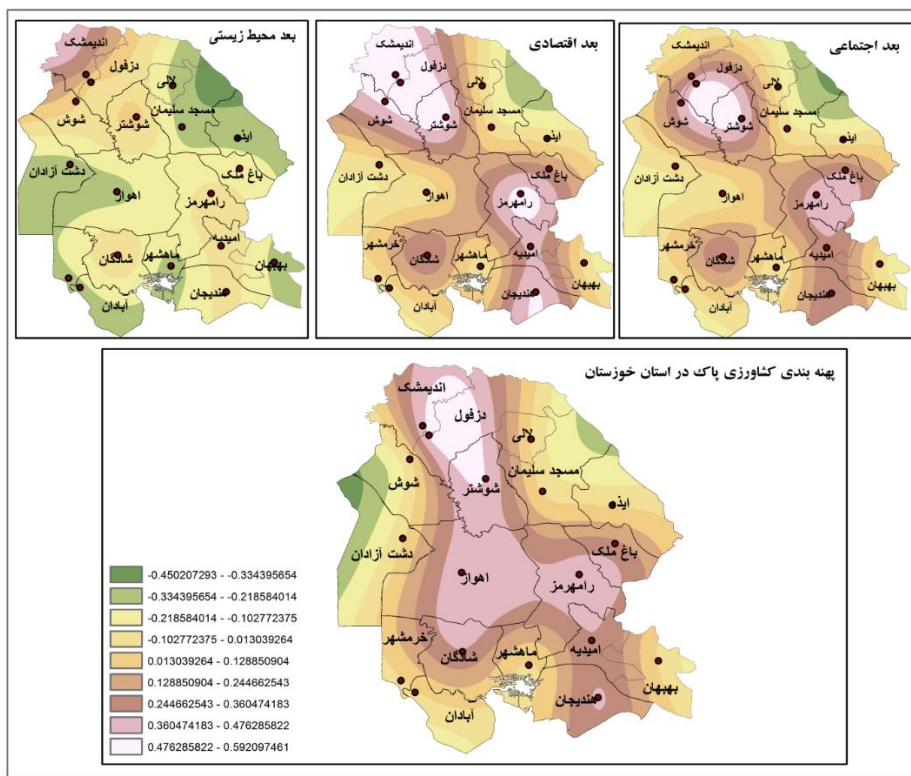 بعد محیط زیستی
اندیمشک
دزفول
لالی
شوش
شوشتر
مسجد سلیمان
ایذه
دشت آزادان
باغ ملک
اهواز
رامهرمز
امیدیه
شادگان
ماهشهر
بهبهان
آبادان
هندیجان
بعد اقتصادی
اندیمشک
دزفول
لالی
شوش
شوشتر
مسجد سلیمان
ایذه
دشت آزادان
باغ ملک
اهواز
رامهرمز
خرمشهر
امیدیه
شادگان
ماهشهر
بهبهان
آبادان
هندیجان
بعد اجتماعی
اندیمشک
دزفول
لالی
شوش
شوشتر
مسجد سلیمان
ایذه
دشت آزادان
باغ ملک
اهواز
رامهرمز
خرمشهر
امیدیه
شادگان
ماهشهر
بهبهان
آبادان
هندیجان
پهنه بندی کشاورزی پاک در استان خوزستان
اندیمشک
دزفول
لالی
شوش
شوشتر
مسجد سلیمان
ایذه
دشت آزادان
باغ ملک
اهواز
رامهرمز
خرمشهر
امیدیه
شادگان
ماهشهر
بهبهان
آبادان
هندیجان
-0.450207293 - -0.334395654
-0.334395654 - -0.218584014
-0.218584014 - -0.102772375
-0.102772375 - 0.013039264
0.013039264 - 0.128850904
0.128850904 - 0.244662543
0.244662543 - 0.360474183
0.360474183 - 0.476285822
0.476285822 - 0.592097461